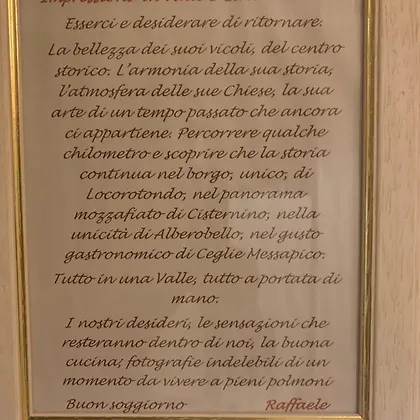 Esserci e desiderare di ritornare.
La bellezza dei suoi vicoli, del centro
storico. L'armonia della sua storia,
l'atmosfera delle sue Chiese, la sua
arte di un tempo passato che ancora
ci appartiene. Percorrere qualche
chilometro e scoprire che la storia
continua nel borgo, unico, di
Locorotondo, nel panorama
mozzafiato di Cisternino, nella
unicità di Alberobello, nel gusto
gastronomico di Ceglie Messapico.
Tutto in una Valle, tutto a portata di
mano.
I nostri desideri, le sensazioni che
resteranno dentro di noi, la buona
cucina; fotografie indelebili di un
momento da vivere a pieni polmoni
Buon soggiorno Raffaele